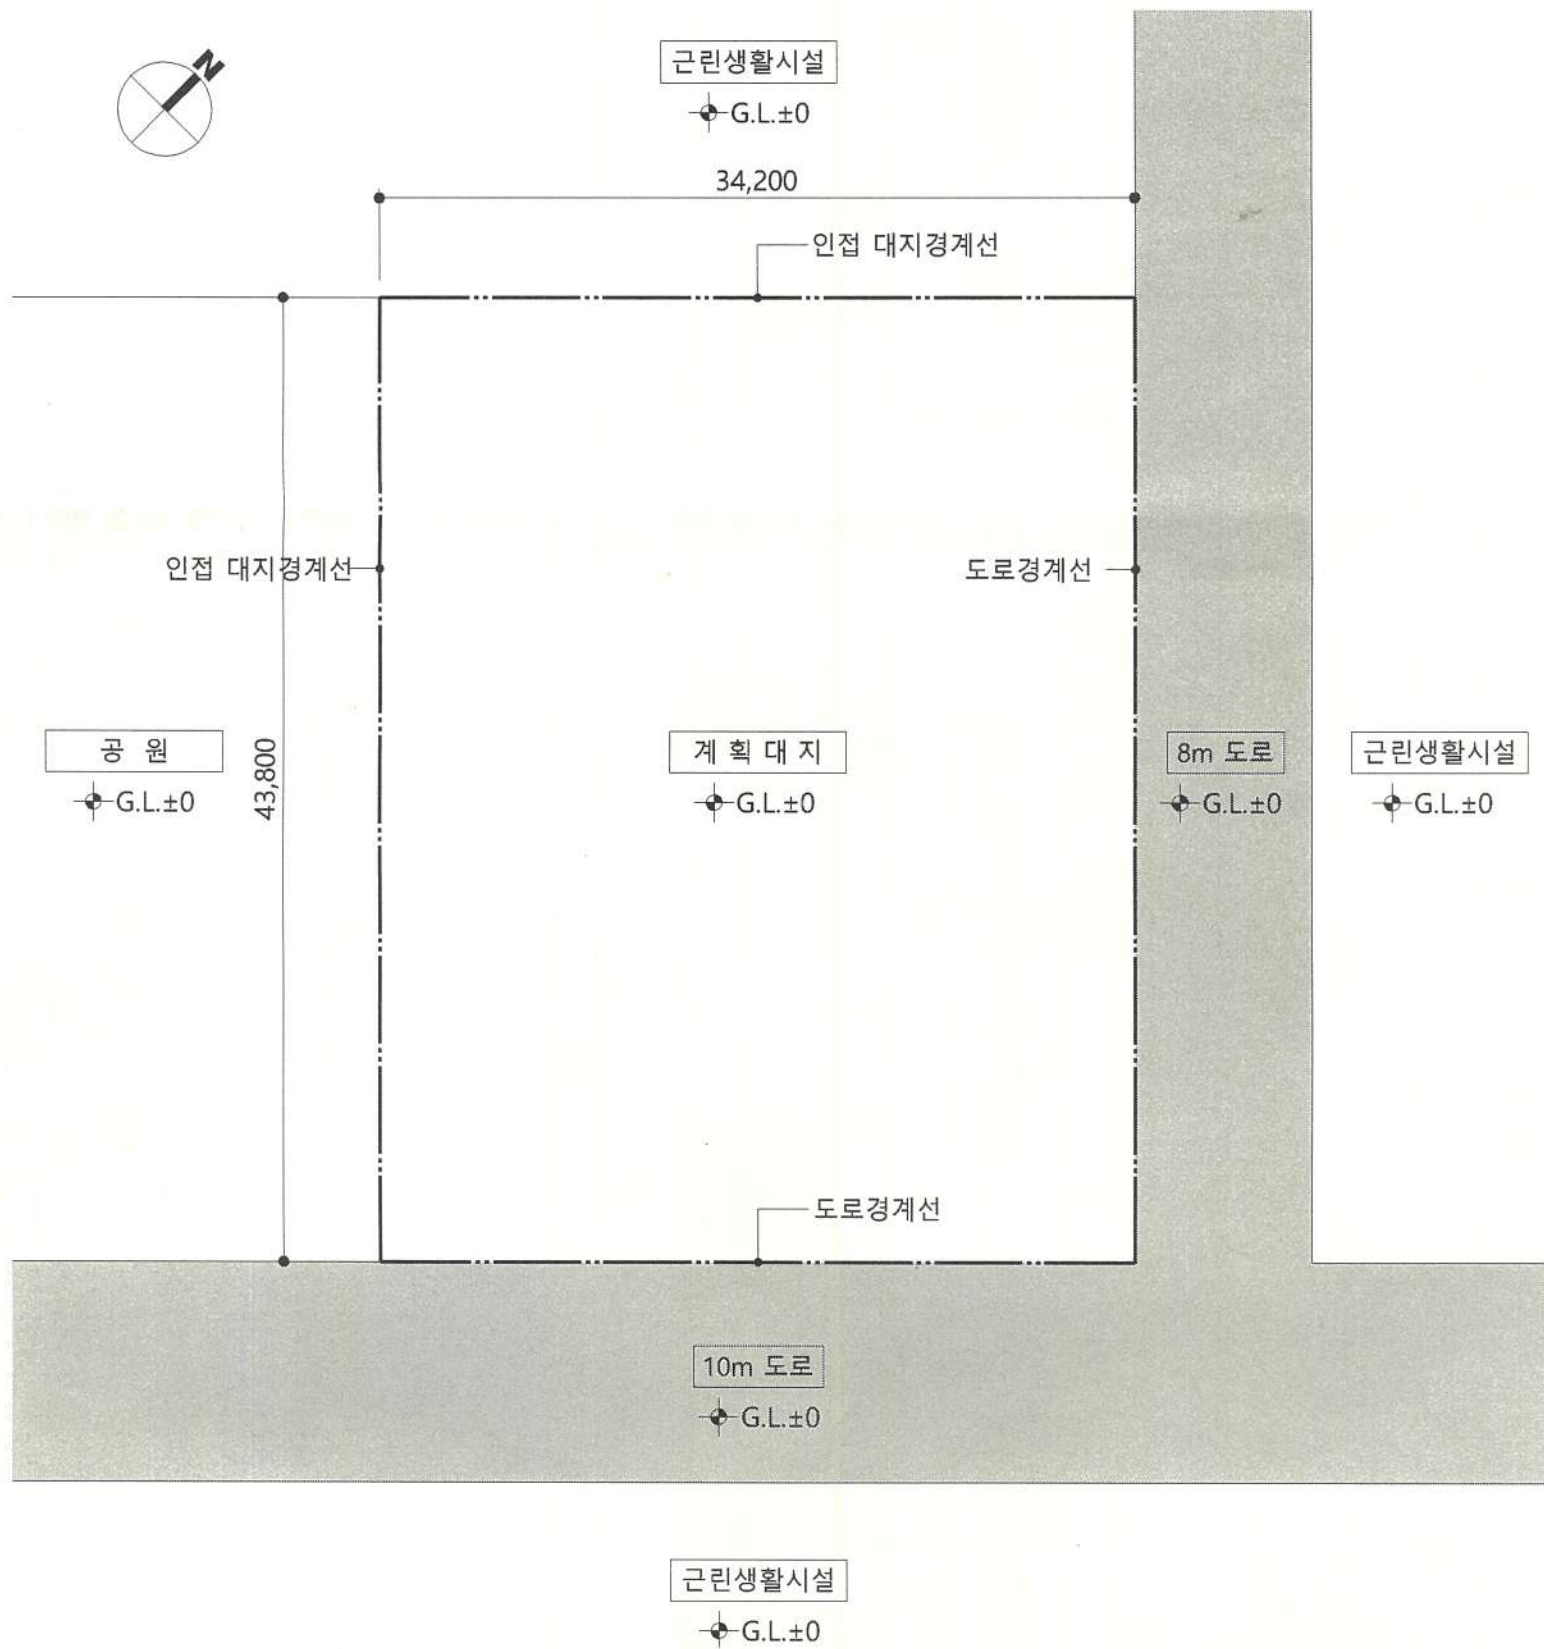 N
근린생활시설
G.L.±0
34,200
인접 대지경계선
인접 대지경계선
도로경계선
공 원
G.L.±0
43,800
계 획 대 지
G.L.±0
8m 도로
G.L.±0
근린생활시설
G.L.±0
도로경계선
10m 도로
G.L.±0
근린생활시설
G.L.±0